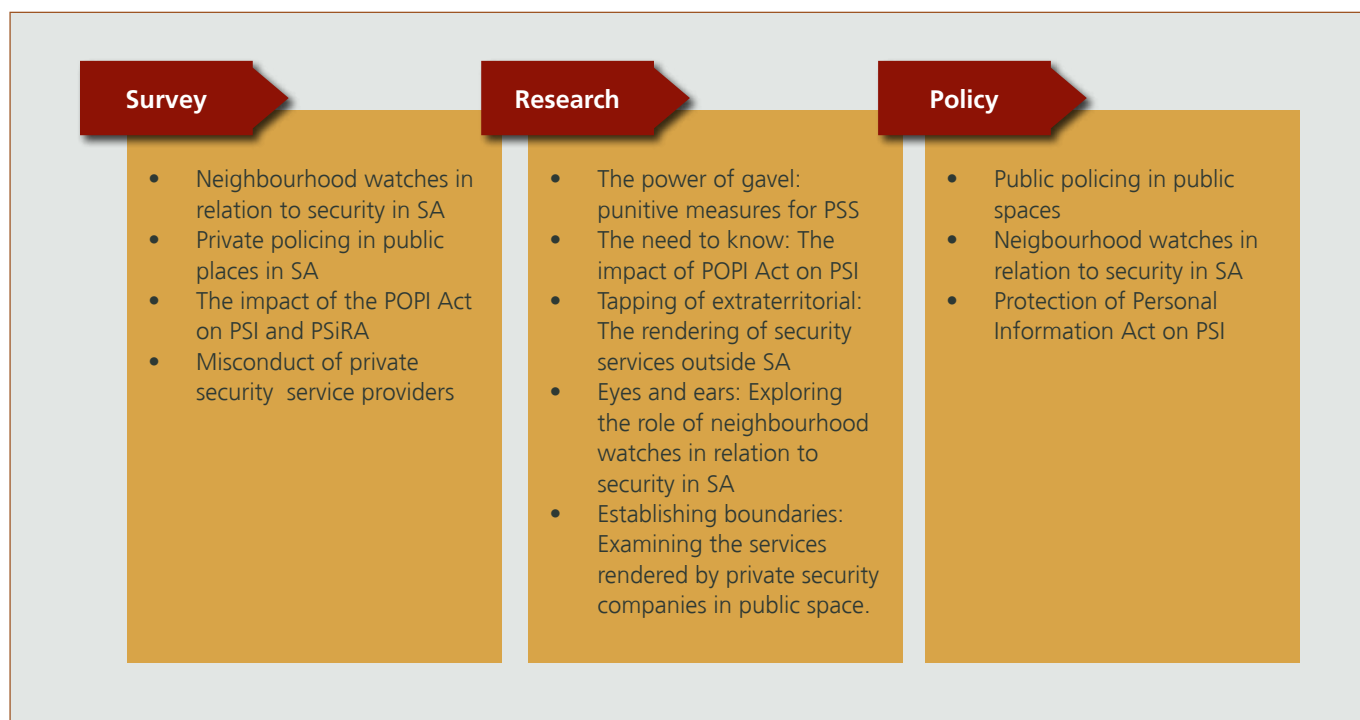 Survey
• Neighbourhood watches in
relation to security in SA
• Private policing in public
places in SA
• The impact of the POPI Act
on PSI and PSiRA
• Misconduct of private
security service providers
Research
• The power of gavel:
punitive measures for PSS
• The need to know: The
impact of POPI Act on PSI
• Tapping of extraterritorial:
The rendering of security
services outside SA
• Eyes and ears: Exploring
the role of neighbourhood
watches in relation to
security in SA
• Establishing boundaries:
Examining the services
rendered by private security
companies in public space.
Policy
• Public policing in public
spaces
• Neigbourhood watches in
relation to security in SA
• Protection of Personal
Information Act on PSI